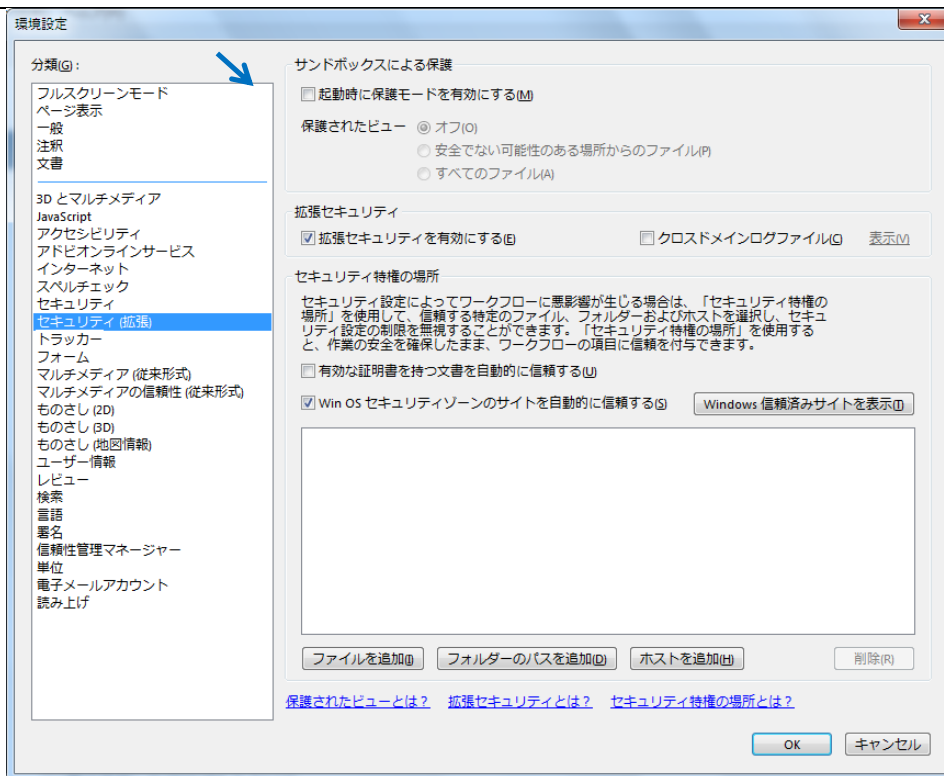 環境設定
分類(G) :
フルスクリーンモード
ページ表示
一般
注釈
文書
3D とマルチメディア
JavaScript
アクセシビリティ
アドビオンラインサービス
インターネット
スペルチェック
セキュリティ
セキュリティ (拡張)
トラッカー
フォーム
マルチメディア (従来形式)
マルチメディアの信頼性 (従来形式)
ものさし (2D)
ものさし (3D)
ものさし (地図情報)
ユーザー情報
レビュー
検索
言語
署名
信頼性管理マネージャー
単位
電子メールアカウント
読み上げ
サンドボックスによる保護
起動時に保護モードを有効にする(M)
保護されたビュー オフ(O)
安全でない可能性のある場所からのファイル(P)
すべてのファイル(A)
拡張セキュリティ
拡張セキュリティを有効にする(E) クロスドメインログファイル(C) 表示(V)
セキュリティ特権の場所
セキュリティ設定によってワークフローに悪影響が生じる場合は、「セキュリティ特権の
場所」を使用して、信頼する特定のファイル、フォルダーおよびホストを選択し、セキュ
リティ設定の制限を無視することができます。「セキュリティ特権の場所」を使用する
と、作業の安全を確保したまま、ワークフローの項目に信頼を付与できます。
有効な証明書を持つ文書を自動的に信頼する(U)
Win OS セキュリティゾーンのサイトを自動的に信頼する(S) Windows 信頼済みサイトを表示(T)
ファイルを追加(I) フォルダーのパスを追加(D) ホストを追加(H) 削除(R)
保護されたビューとは? 拡張セキュリティとは? セキュリティ特権の場所とは?
OK キャンセル